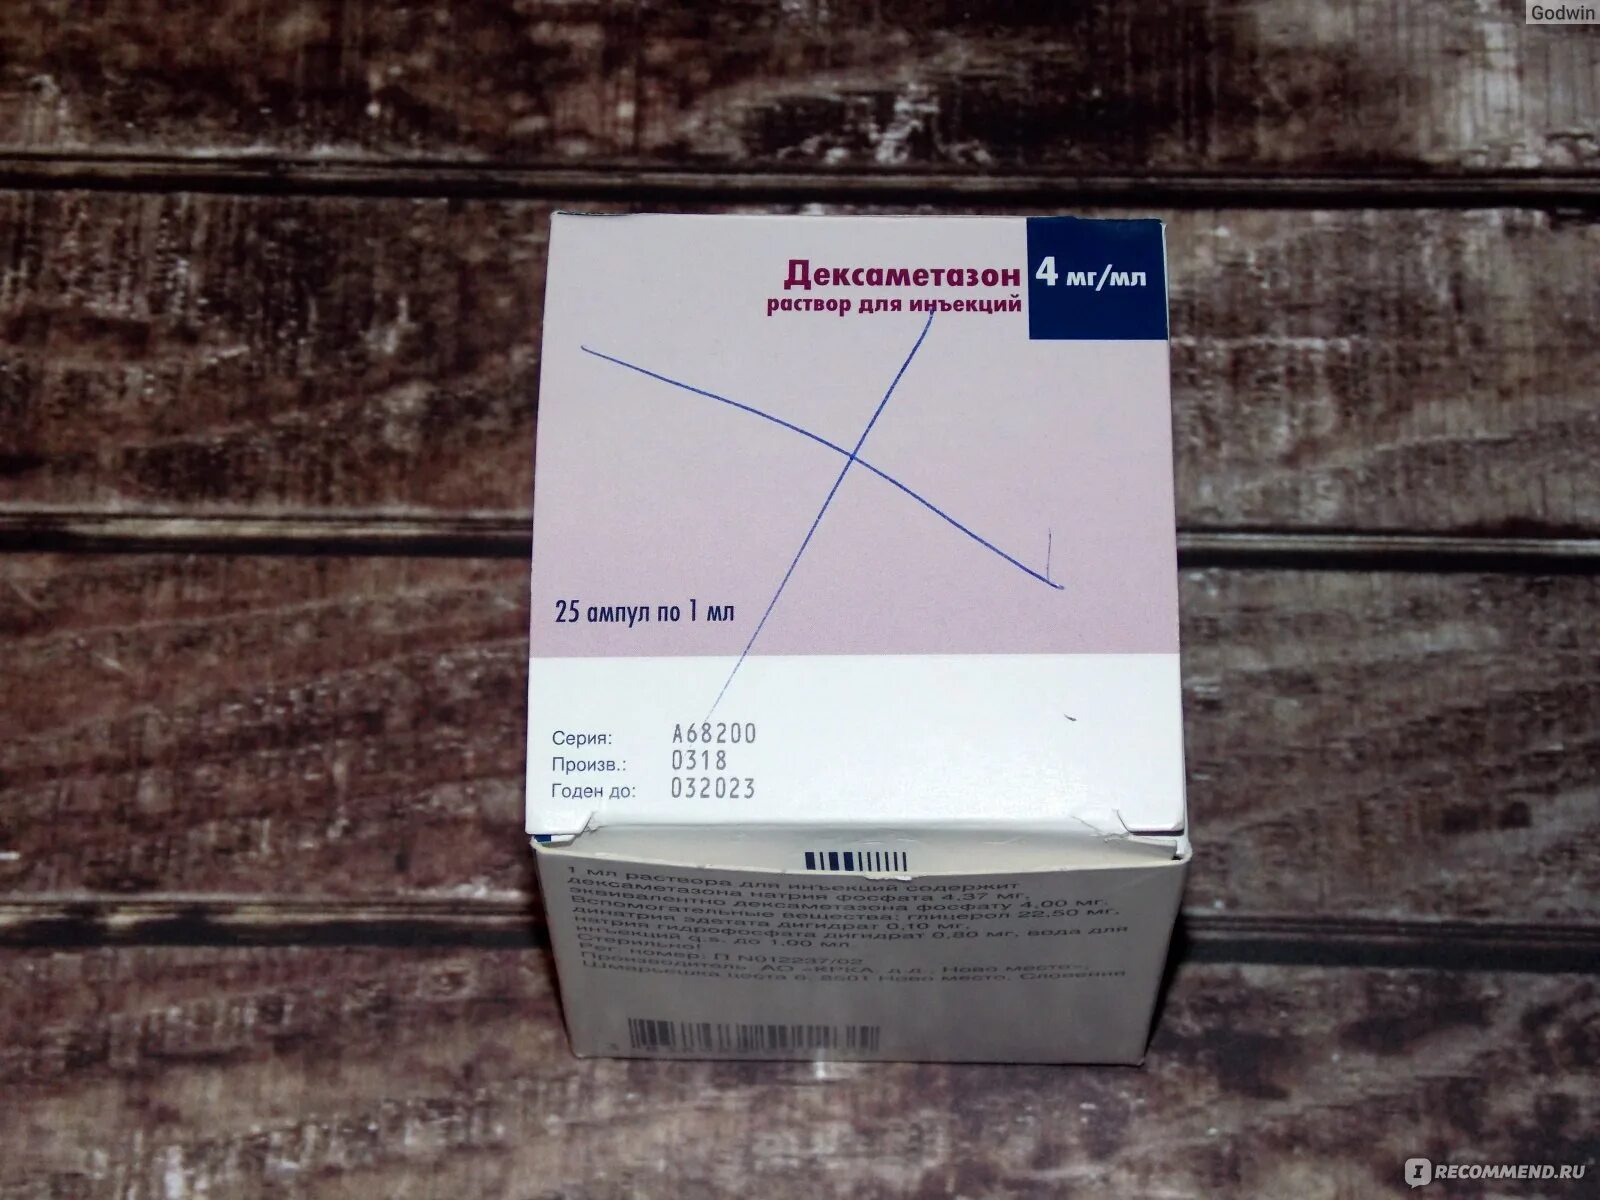 Godwin
Дексаметазон 4 мг/мл
раствор для инъекций
25 ампул по 1 мл
Серия: A68200
Произв.: 0318
Годен до: 032023
1 мл раствора для инъекций содержит
дексаметазона натрия фосфата 4,37 мг,
эквивалентно дексаметазона фосфату 4,00 мг.
Вспомогательные вещества: глицерол 22,50 мг,
динатрия эдетата дигидрат 0,10 мг,
натрия гидрофосфата дигидрат 0,80 мг, вода для
инъекций q.s. до 1,00 мл.
Стерильно!
Рег. номер: П N012237/02
Производитель: АО «КРКА, д.д., Ново место»,
Шмарьешка цеста 6, 8501 Ново место, Словения
IRECOMMEND.RU